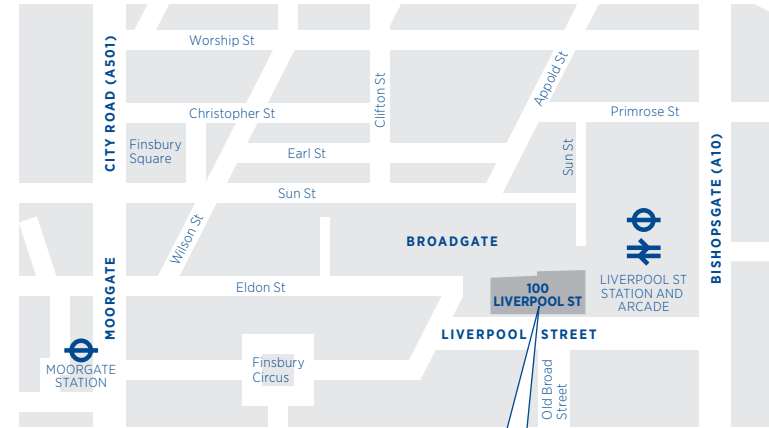 Worship St
CITY ROAD (A501)
Clifton St
Appold St
Christopher St
Primrose St
Finsbury
Square
Earl St
Sun St
BISHOPSGATE (A10)
Sun St
Wilson St
BROADGATE
MOORGATE
Eldon St
100
LIVERPOOL ST
LIVERPOOL ST
STATION AND
ARCADE
LIVERPOOL STREET
MOORGATE
STATION
Finsbury
Circus
Old Broad
Street